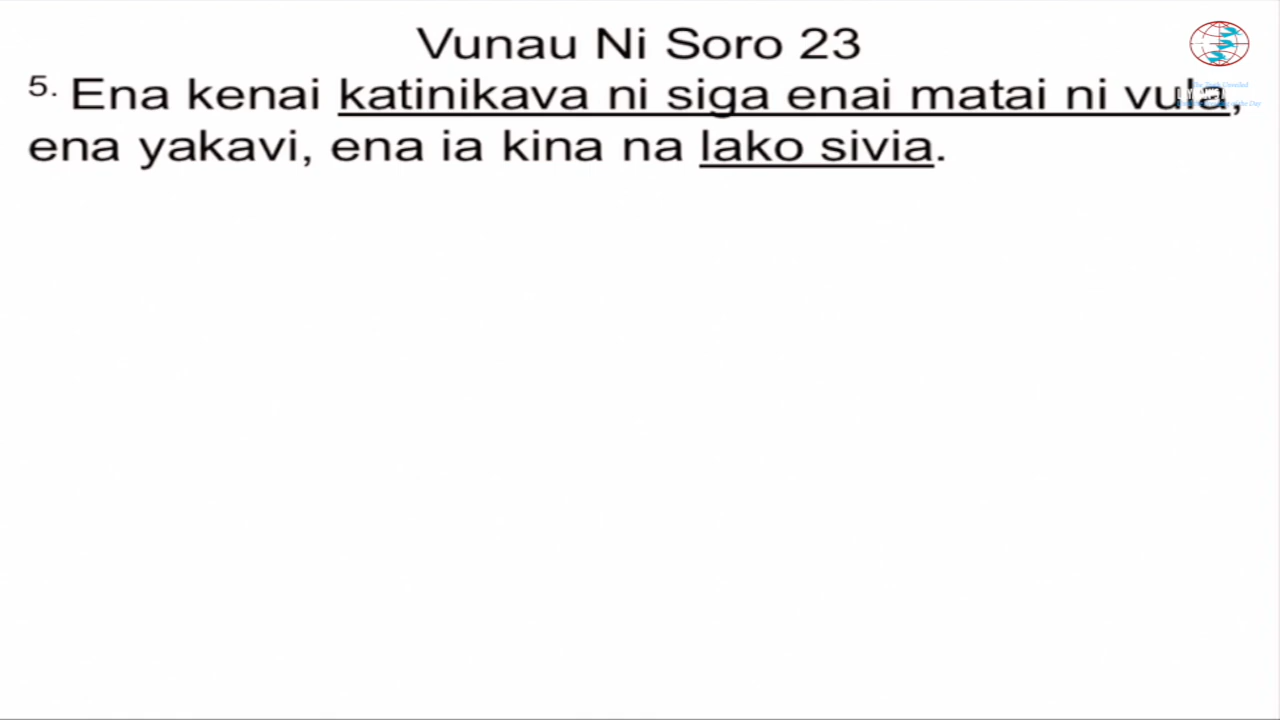 Vunau Ni Soro 23
5. Ena kenai katinikava ni siga enai matai ni vula,
ena yakavi, ena ia kina na lako sivia.